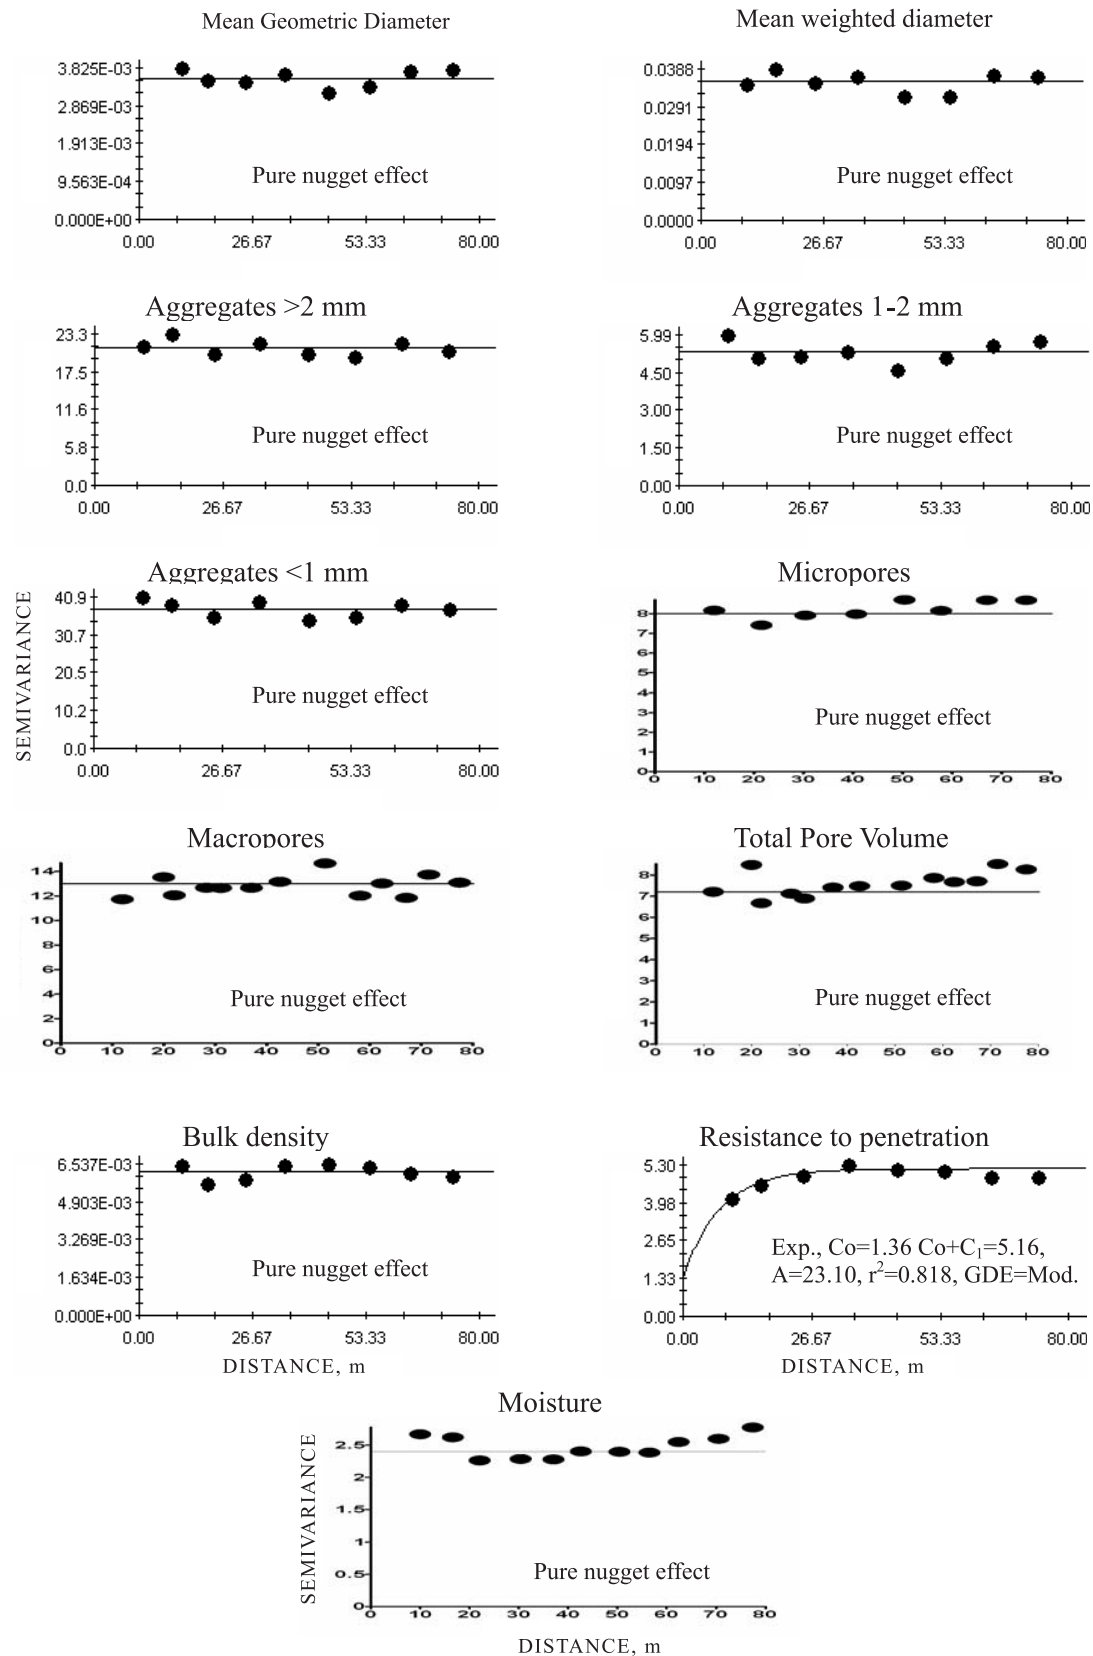 Mean Geometric Diameter
3.825E-03
2.869E-03
1.913E-03
9.563E-04
0.000E+00
Pure nugget effect
0.00 26.67 53.33 80.00
Mean weighted diameter
0.0388
0.0291
0.0194
0.0097
0.0000
Pure nugget effect
0.00 26.67 53.33 80.00
Aggregates >2 mm
23.3
17.5
11.6
5.8
0.0
Pure nugget effect
0.00 26.67 53.33 80.00
Aggregates 1-2 mm
5.99
4.50
3.00
1.50
0.00
Pure nugget effect
0.00 26.67 53.33 80.00
Aggregates <1 mm
SEMIVARIANCE
40.9
30.7
20.5
10.2
0.0
Pure nugget effect
0.00 26.67 53.33 80.00
Micropores
8
7
6
5
4
3
2
1
0
Pure nugget effect
0 10 20 30 40 50 60 70 80
Macropores
14
12
10
8
6
4
2
0
Pure nugget effect
0 10 20 30 40 50 60 70 80
Total Pore Volume
8
7
6
5
4
3
2
1
0
Pure nugget effect
0 10 20 30 40 50 60 70 80
Bulk density
6.537E-03
4.903E-03
3.269E-03
1.634E-03
0.000E+00
Pure nugget effect
0.00 26.67 53.33 80.00
DISTANCE, m
Resistance to penetration
5.30
3.98
2.65
1.33
0.00
Exp., Co=1.36 Co+C₁=5.16,
A=23.10, r²=0.818, GDE=Mod.
0.00 26.67 53.33 80.00
DISTANCE, m
Moisture
SEMIVARIANCE
2.5
2
1.5
1
0.5
0
Pure nugget effect
0 10 20 30 40 50 60 70 80
DISTANCE, m